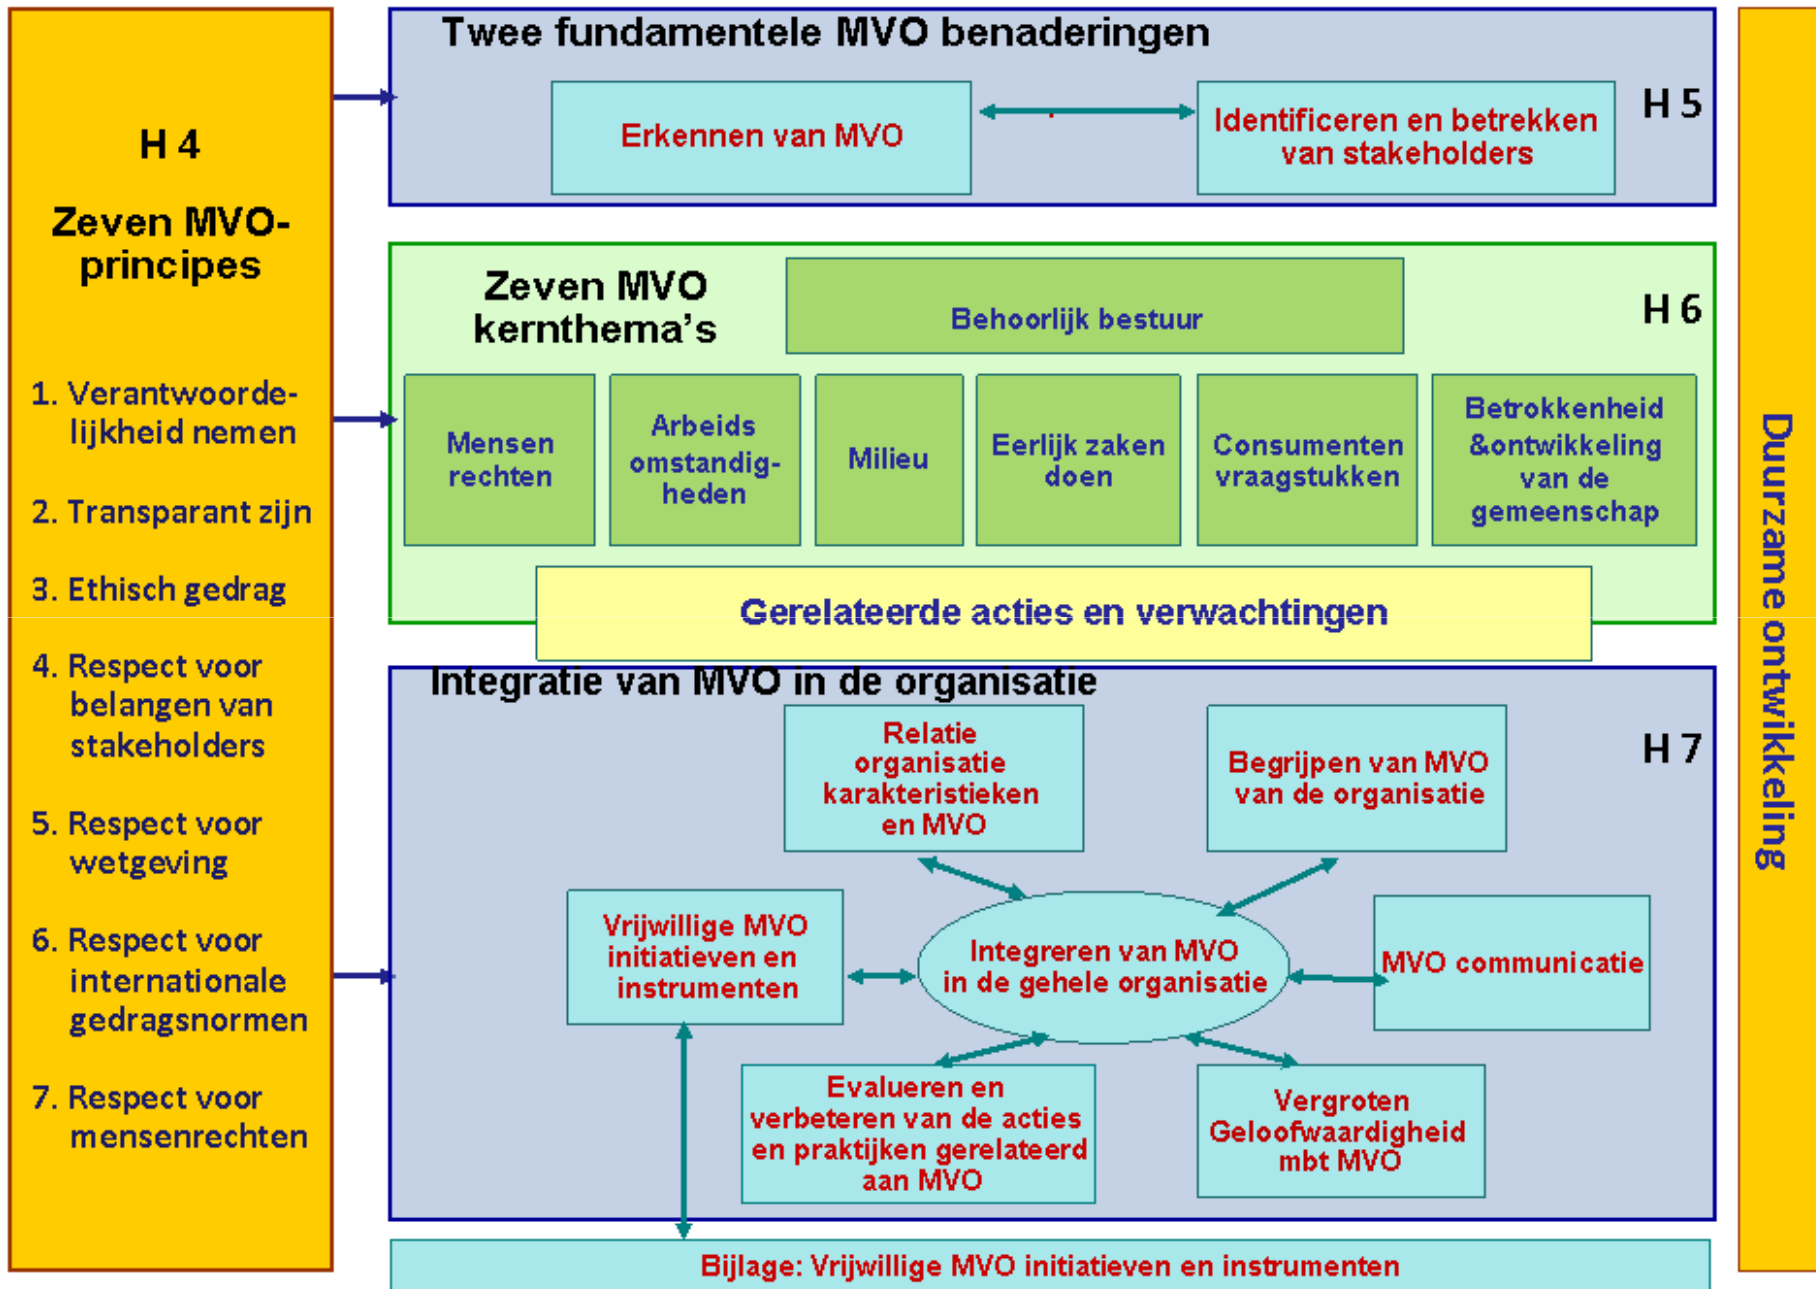 H 4
Zeven MVO-
principes
1. Verantwoorde-
lijkheid nemen
2. Transparant zijn
3. Ethisch gedrag
4. Respect voor
belangen van
stakeholders
5. Respect voor
wetgeving
6. Respect voor
internationale
gedragsnormen
7. Respect voor
mensenrechten
Twee fundamentele MVO benaderingen
H 5
Erkennen van MVO
Identificeren en betrekken
van stakeholders
Zeven MVO
kernthema's
H 6
Behoorlijk bestuur
Mensen
rechten
Arbeids
omstandig-
heden
Milieu
Eerlijk zaken
doen
Consumenten
vraagstukken
Betrokkenheid
&ontwikkeling
van de
gemeenschap
Gerelateerde acties en verwachtingen
Integratie van MVO in de organisatie
H 7
Relatie
organisatie
karakteristieken
en MVO
Begrijpen van MVO
van de organisatie
Vrijwillige MVO
initiatieven en
instrumenten
Integreren van MVO
in de gehele organisatie
MVO communicatie
Evalueren en
verbeteren van de acties
en praktijken gerelateerd
aan MVO
Vergroten
Geloofwaardigheid
mbt MVO
Bijlage: Vrijwillige MVO initiatieven en instrumenten
Duurzame ontwikkeling